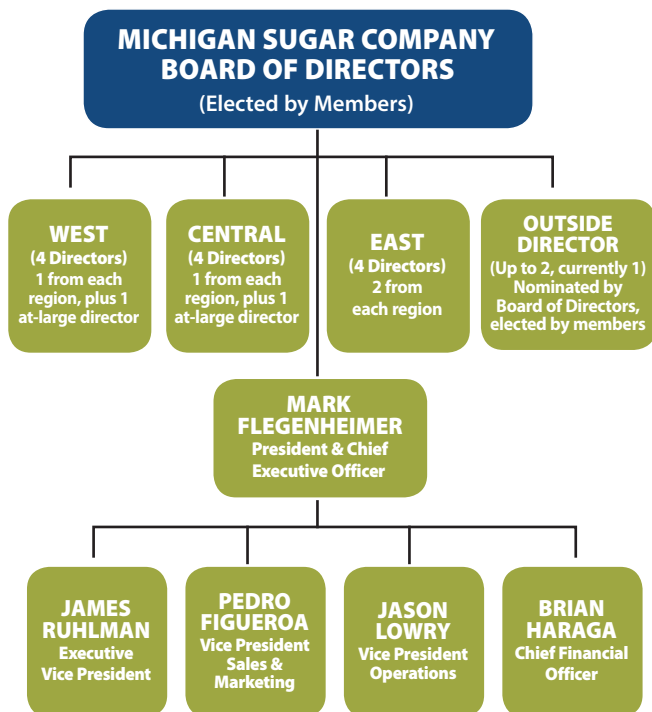 MICHIGAN SUGAR COMPANY
BOARD OF DIRECTORS
(Elected by Members)
WEST
(4 Directors)
1 from each
region, plus 1
at-large director
CENTRAL
(4 Directors)
1 from each
region, plus 1
at-large director
EAST
(4 Directors)
2 from
each region
OUTSIDE
DIRECTOR
(Up to 2, currently 1)
Nominated by
Board of Directors,
elected by members
MARK
FLEGENHEIMER
President & Chief
Executive Officer
JAMES
RUHLMAN
Executive
Vice President
PEDRO
FIGUEROA
Vice President
Sales &
Marketing
JASON
LOWRY
Vice President
Operations
BRIAN
HARAGA
Chief Financial
Officer